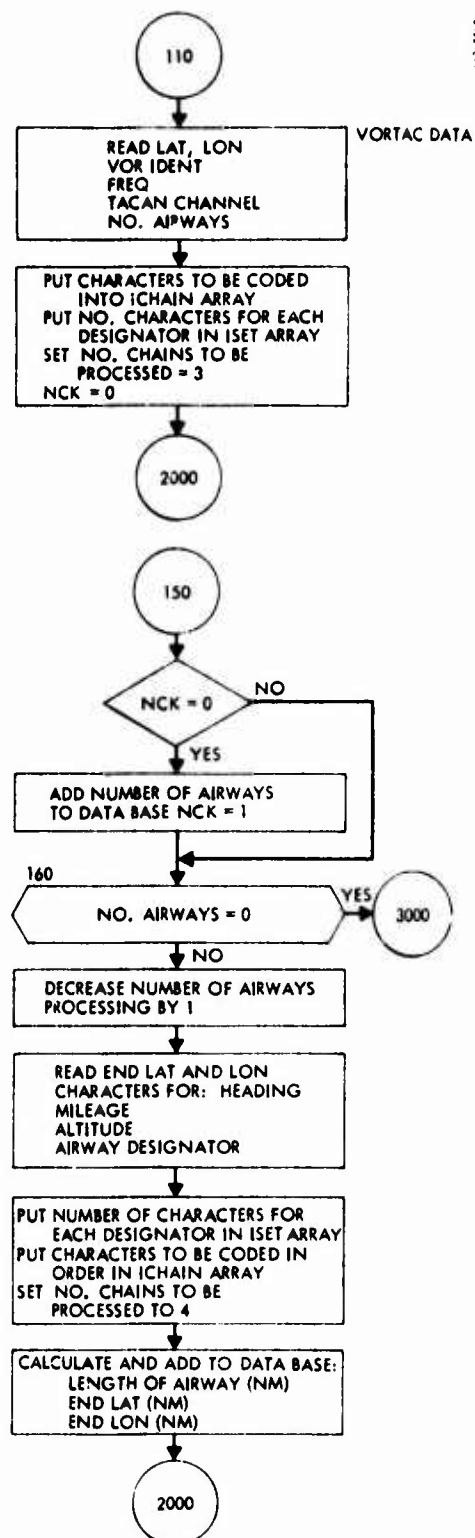 110
VORTAC DATA
READ LAT, LON
VOR IDENT
FREQ
TACAN CHANNEL
NO. AIRWAYS
PUT CHARACTERS TO BE CODED
INTO ICHAIN ARRAY
PUT NO. CHARACTERS FOR EACH
DESIGNATOR IN ISET ARRAY
SET NO. CHAINS TO BE
PROCESSED = 3
NCK = 0
2000
150
NCK = 0
NO
YES
ADD NUMBER OF AIRWAYS
TO DATA BASE NCK = 1
160
NO. AIRWAYS = 0
YES
3000
NO
DECREASE NUMBER OF AIRWAYS
PROCESSING BY 1
READ END LAT AND LON
CHARACTERS FOR: HEADING
MILEAGE
ALTITUDE
AIRWAY DESIGNATOR
PUT NUMBER OF CHARACTERS FOR
EACH DESIGNATOR IN ISET ARRAY
PUT CHARACTERS TO BE CODED IN
ORDER IN ICHAIN ARRAY
SET NO. CHAINS TO BE
PROCESSED TO 4
CALCULATE AND ADD TO DATA BASE:
LENGTH OF AIRWAY (NM)
END LAT (NM)
END LON (NM)
2000